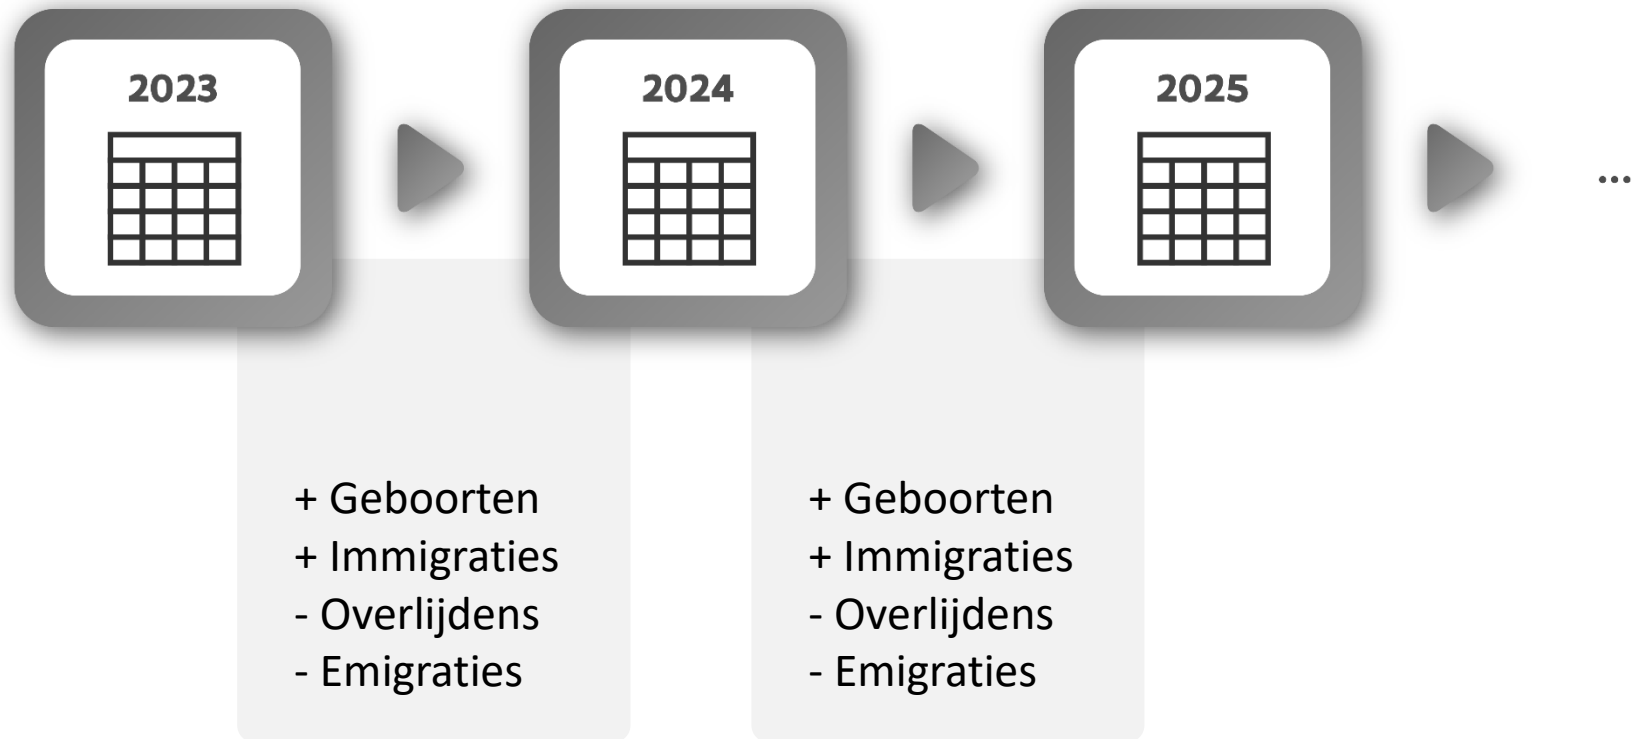 2023
2024
2025
...
+ Geboorten
+ Immigraties
- Overlijdens
- Emigraties
+ Geboorten
+ Immigraties
- Overlijdens
- Emigraties